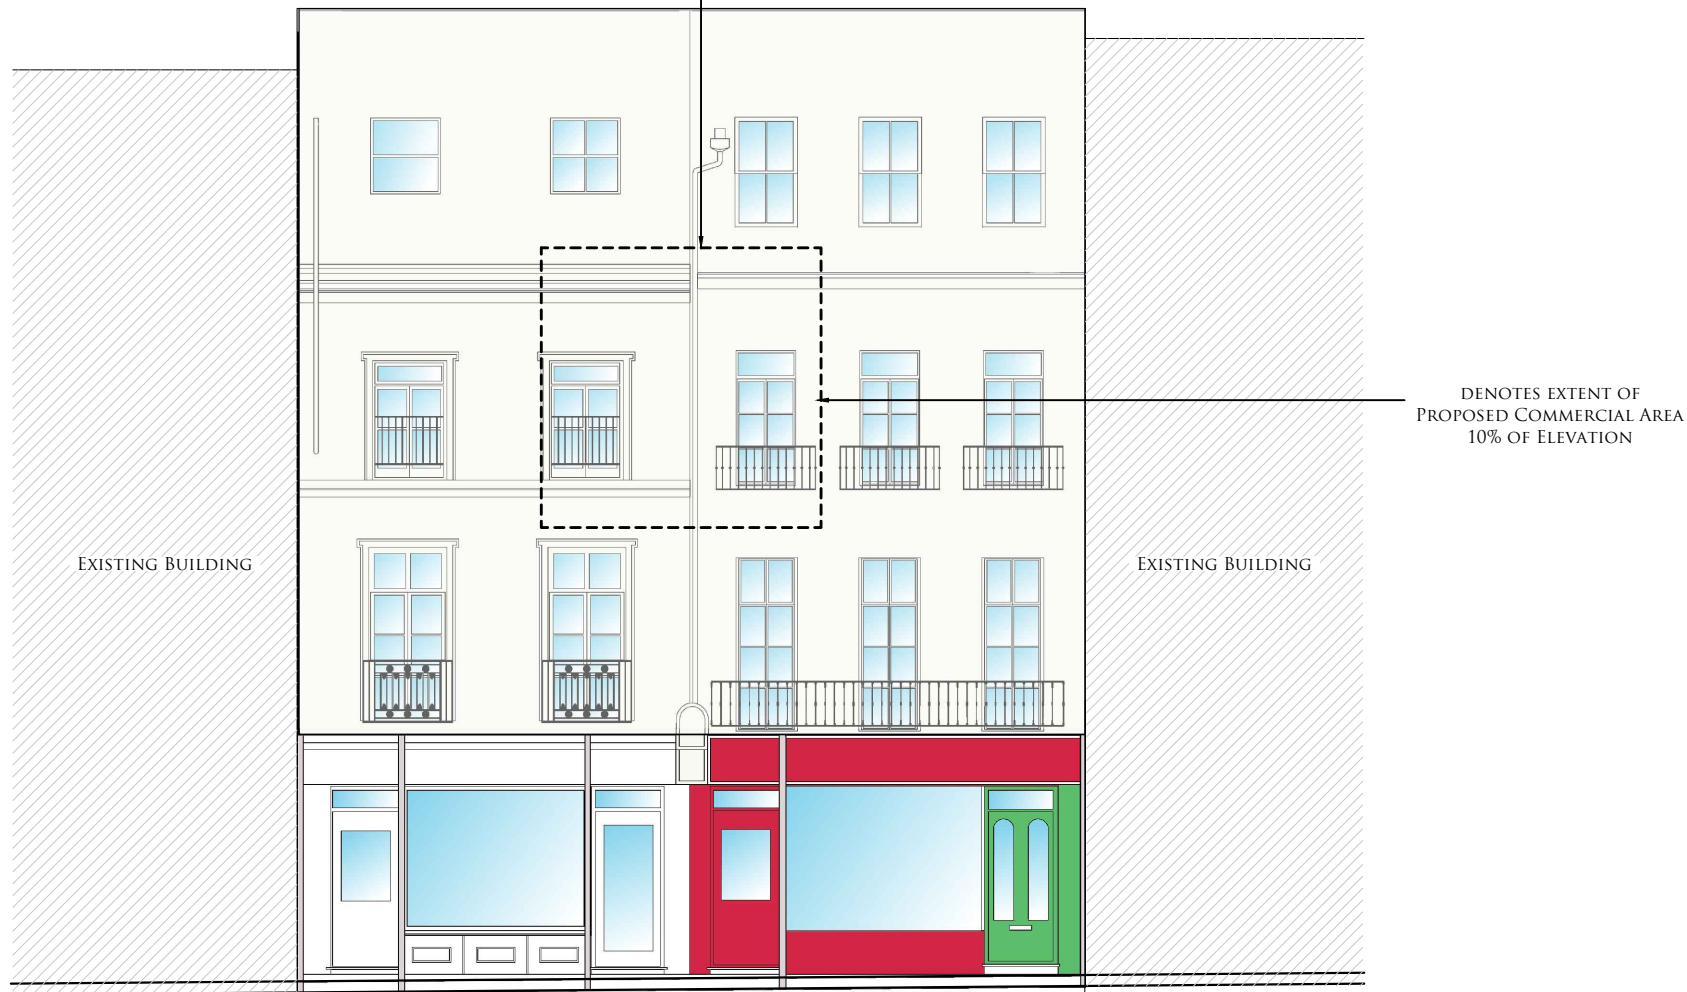 denotes extent of
Proposed Commercial Area
10% of Elevation
Existing Building
Existing Building